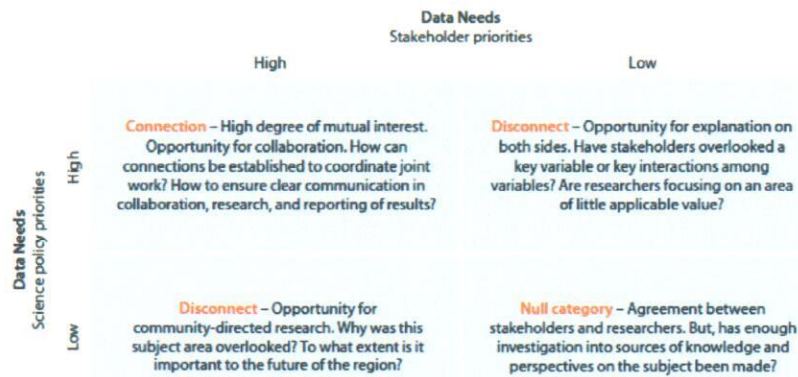 Data Needs
Stakeholder priorities
High
Low
Data Needs
Science policy priorities
High
Connection – High degree of mutual interest.
Opportunity for collaboration. How can
connections be established to coordinate joint
work? How to ensure clear communication in
collaboration, research, and reporting of results?
Disconnect – Opportunity for explanation on
both sides. Have stakeholders overlooked a
key variable or key interactions among
variables? Are researchers focusing on an area
of little applicable value?
Low
Disconnect – Opportunity for
community-directed research. Why was this
subject area overlooked? To what extent is it
important to the future of the region?
Null category – Agreement between
stakeholders and researchers. But, has enough
investigation into sources of knowledge and
perspectives on the subject been made?